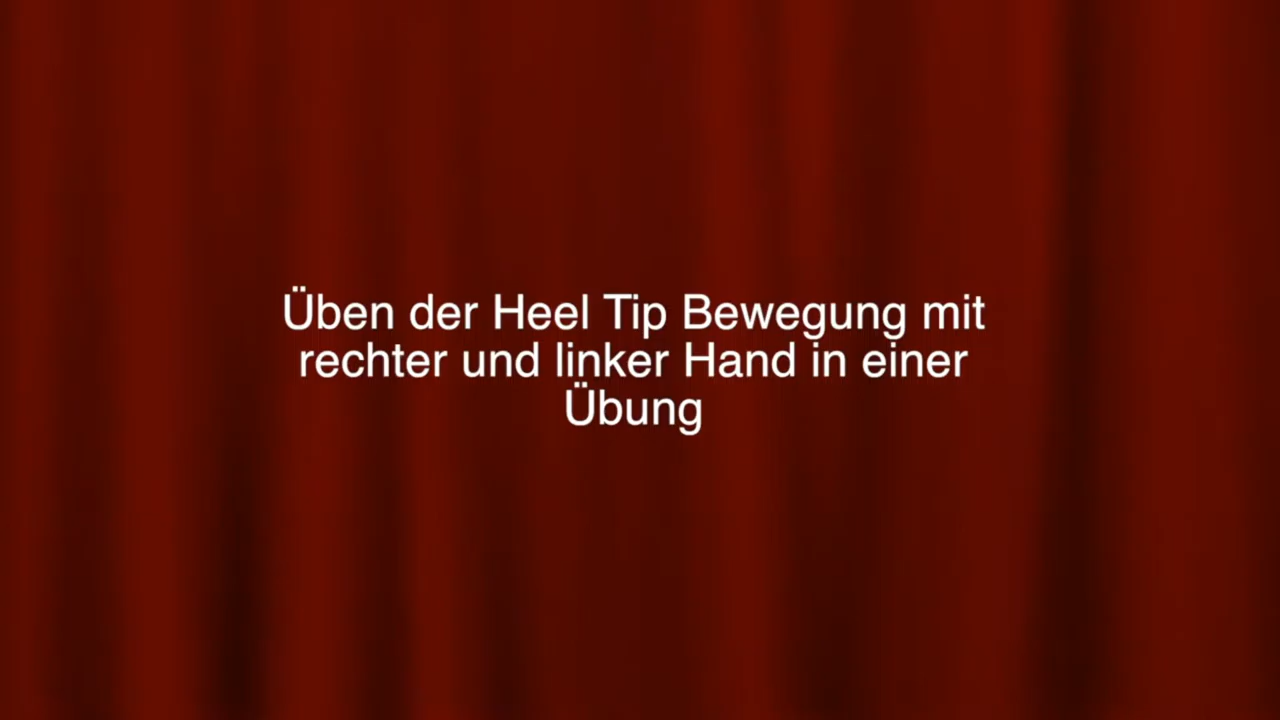 Üben der Heel Tip Bewegung mit
rechter und linker Hand in einer
Übung